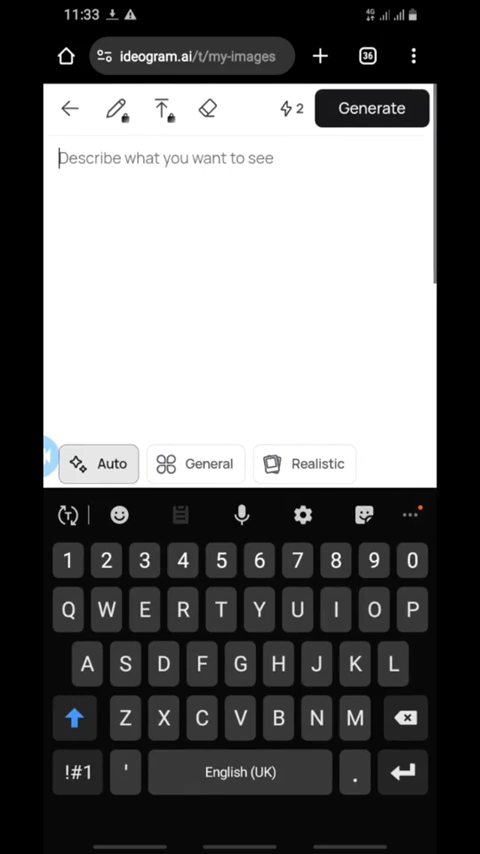 11:33
4G
ideogram.ai/t/my-images
36
2
Generate
Describe what you want to see
Auto
General
Realistic
T
1 2 3 4 5 6 7 8 9 0
Q W E R T Y U I O P
A S D F G H J K L
Z X C V B N M
!#1 ' English (UK) .